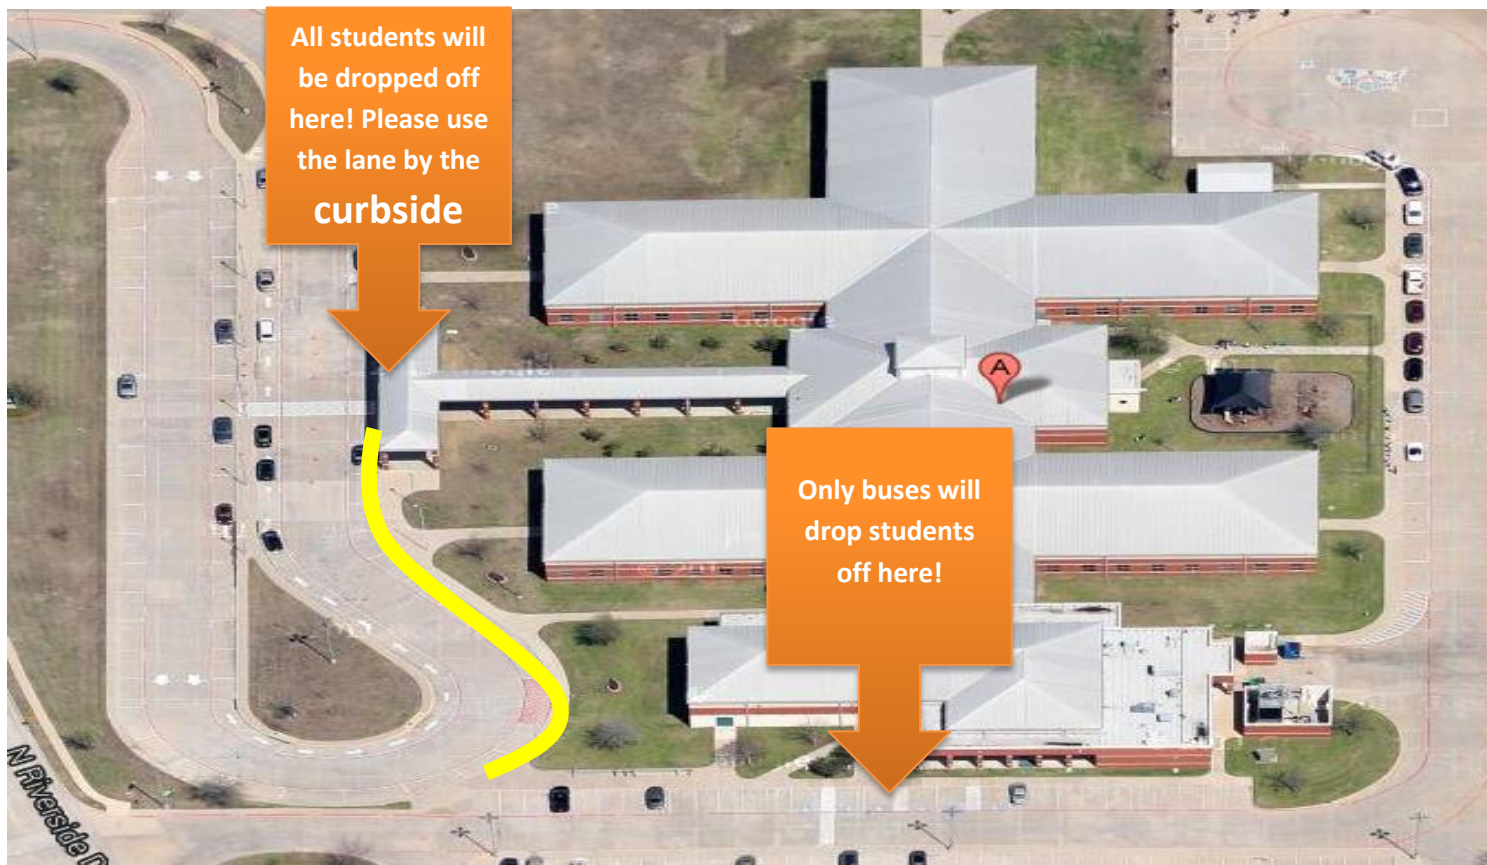 All students will
be dropped off
here! Please use
the lane by the
curbside
A
Only buses will
drop students
off here!
N Riverside D